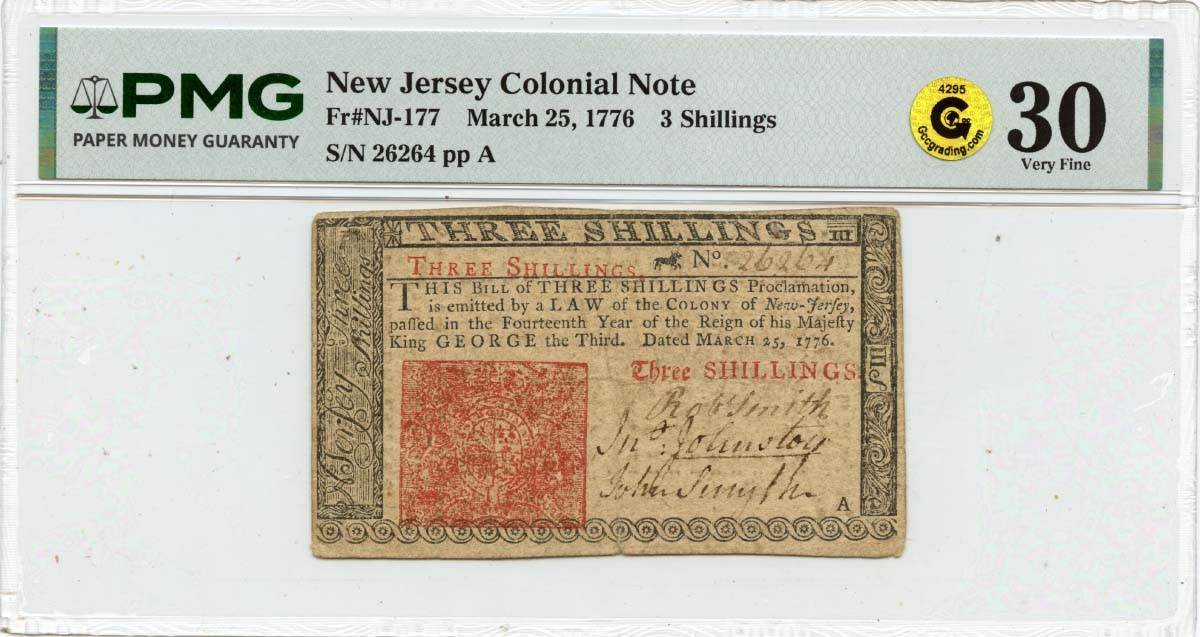 PMG
PAPER MONEY GUARANTY
New Jersey Colonial Note
Fr#NJ-177 March 25, 1776 3 Shillings
S/N 26264 pp A
4295
G
Gccgrading.com
30
Very Fine
THREE SHILLINGS III
THREE SHILLINGS. No. 26264
THIS BILL of THREE SHILLINGS Proclamation,
is emitted by a LAW of the COLONY of New-Jerſey,
paſſed in the Fourteenth Year of the Reign of his Majeſty
King GEORGE the Third. Dated MARCH 25, 1776.
Three SHILLINGS
Robt Smith
Jno. Johnston
John Smyth
A
N Jerſey Three
Shillings
IIIſ